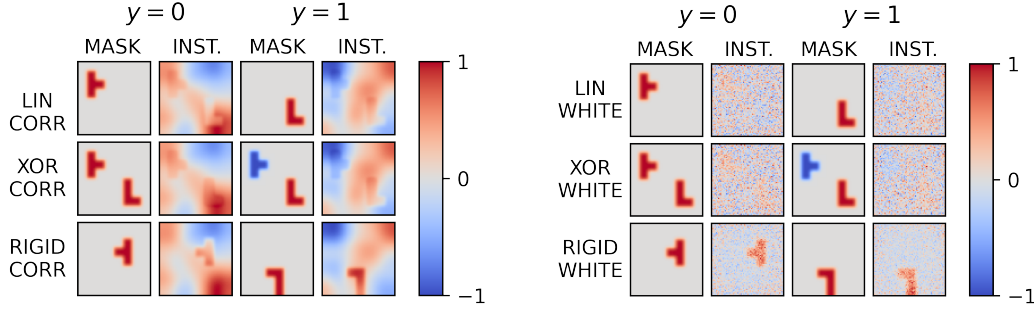 y = 0 y = 1
MASK INST. MASK INST.
LIN
CORR
XOR
CORR
RIGID
CORR
1
0
−1
y = 0 y = 1
MASK INST. MASK INST.
LIN
WHITE
XOR
WHITE
RIGID
WHITE
1
0
−1